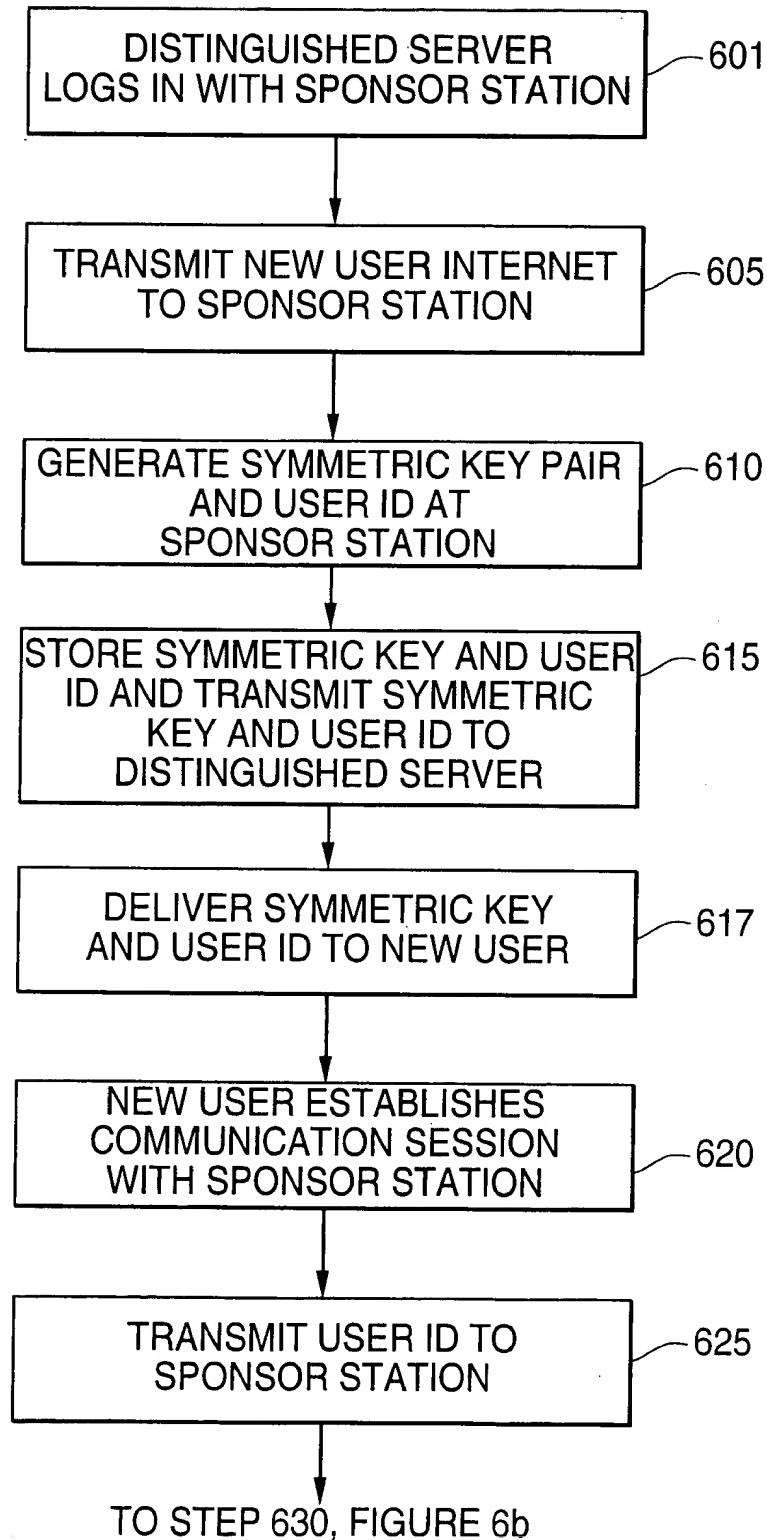 DISTINGUISHED SERVER
LOGS IN WITH SPONSOR STATION
601
TRANSMIT NEW USER INTERNET
TO SPONSOR STATION
605
GENERATE SYMMETRIC KEY PAIR
AND USER ID AT
SPONSOR STATION
610
STORE SYMMETRIC KEY AND USER
ID AND TRANSMIT SYMMETRIC
KEY AND USER ID TO
DISTINGUISHED SERVER
615
DELIVER SYMMETRIC KEY
AND USER ID TO NEW USER
617
NEW USER ESTABLISHES
COMMUNICATION SESSION
WITH SPONSOR STATION
620
TRANSMIT USER ID TO
SPONSOR STATION
625
TO STEP 630, FIGURE 6b